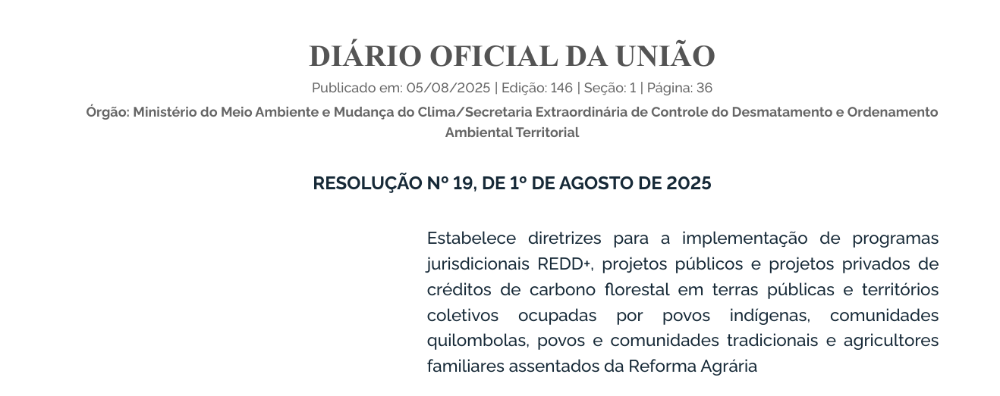 DIÁRIO OFICIAL DA UNIÃO
Publicado em: 05/08/2025 | Edição: 146 | Seção: 1 | Página: 36
Órgão: Ministério do Meio Ambiente e Mudança do Clima/Secretaria Extraordinária de Controle do Desmatamento e Ordenamento
Ambiental Territorial
RESOLUÇÃO Nº 19, DE 1º DE AGOSTO DE 2025
Estabelece diretrizes para a implementação de programas
jurisdicionais REDD+, projetos públicos e projetos privados de
créditos de carbono florestal em terras públicas e territórios
coletivos ocupadas por povos indígenas, comunidades
quilombolas, povos e comunidades tradicionais e agricultores
familiares assentados da Reforma Agrária